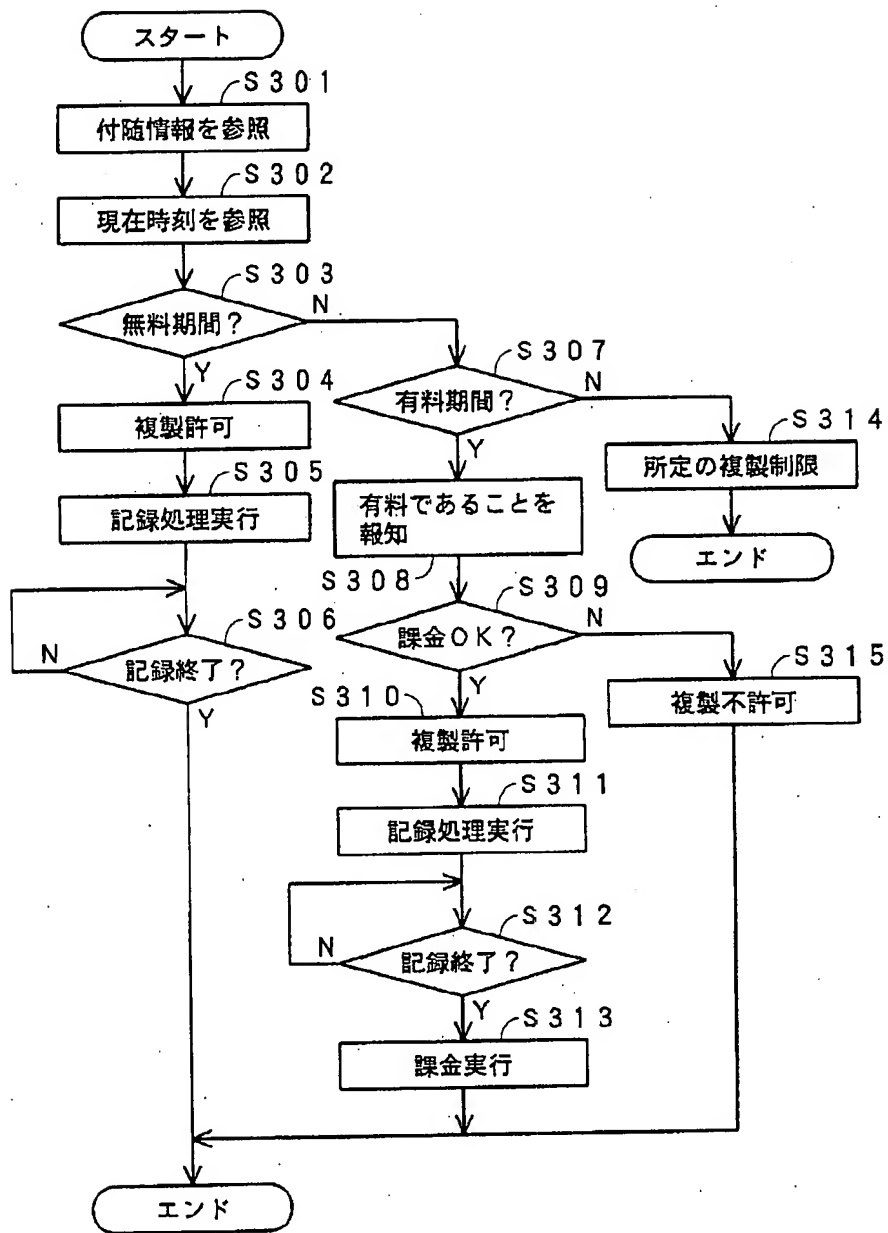 スタート
S301
付随情報を参照
S302
現在時刻を参照
S303
無料期間?
N
Y
S304
複製許可
S305
記録処理実行
S306
記録終了?
N
Y
S307
有料期間?
N
Y
S314
所定の複製制限
エンド
有料であることを
報知
S308
S309
課金OK?
N
Y
S315
複製不許可
S310
複製許可
S311
記録処理実行
S312
記録終了?
N
Y
S313
課金実行
エンド